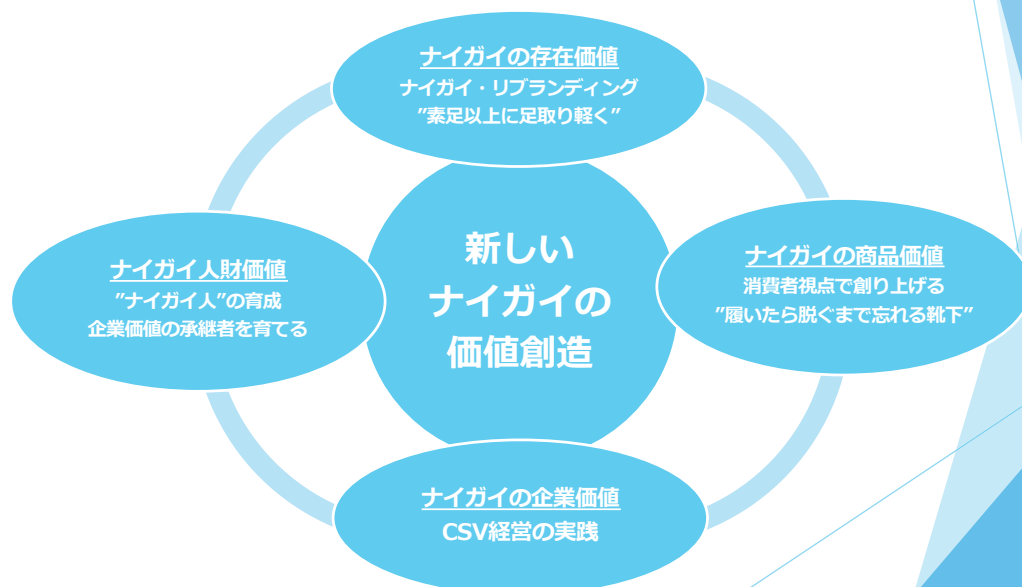 ナイガイの存在価値
ナイガイ・リブランディング
"素足以上に足取り軽く"
新しい
ナイガイの
価値創造
ナイガイの商品価値
消費者視点で創り上げる
"履いたら脱ぐまで忘れる靴下"
ナイガイ人財価値
"ナイガイ人"の育成
企業価値の承継者を育てる
ナイガイの企業価値
CSV経営の実践